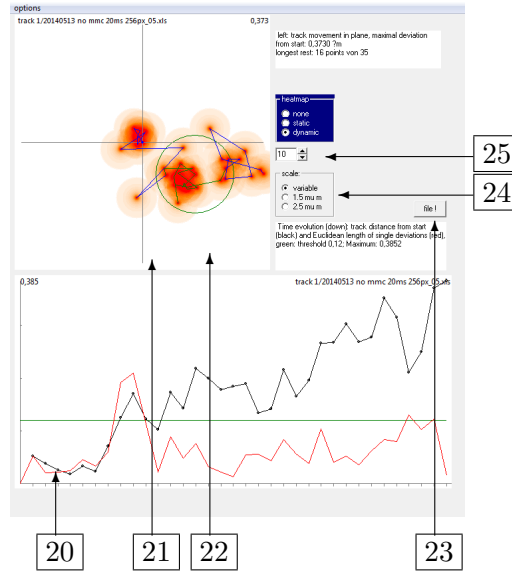 options
track 1/20140513 no mmc 20ms 256px_05.xls
0,373
left: track movement in plane, maximal deviation
from start: 0,3730 ?m
longest rest: 16 points von 35
heatmap
none
static
dynamic
10
25
scale:
variable
1.5 mu m
2.5 mu m
24
file !
Time evolution (down): track distance from start
(black) and Euclidean length of single deviations (red),
green: threshold 0,12; Maximum: 0,3852
0,385
track 1/20140513 no mmc 20ms 256px_05.xls
20
21
22
23